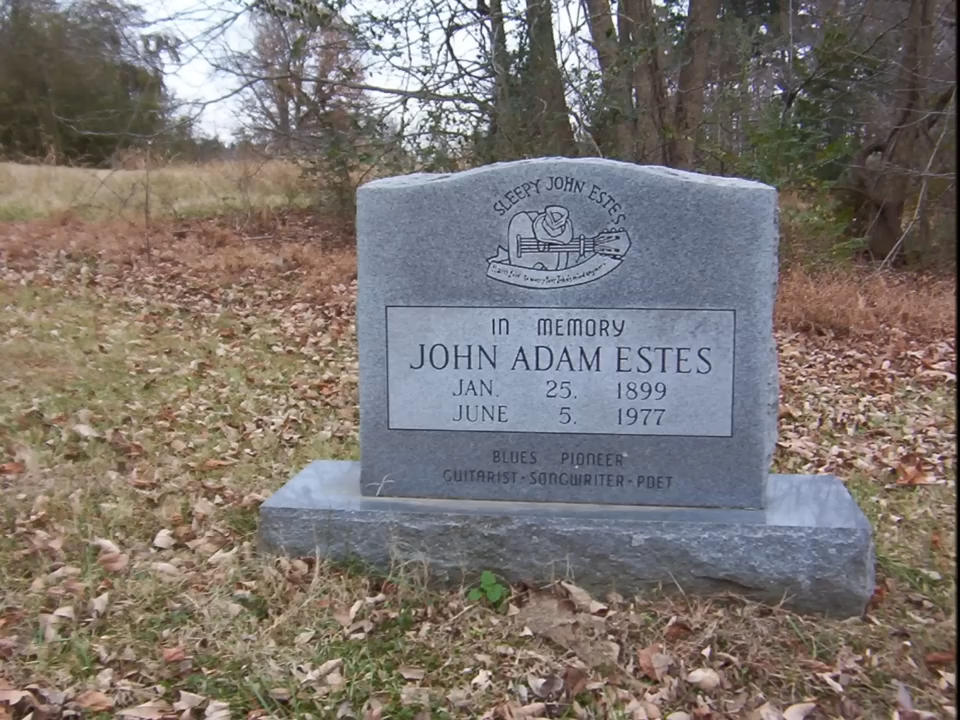 SLEEPY JOHN ESTES
IN MEMORY
JOHN ADAM ESTES
JAN. 25. 1899
JUNE 5. 1977
BLUES PIONEER
GUITARIST-SONGWRITER-POET